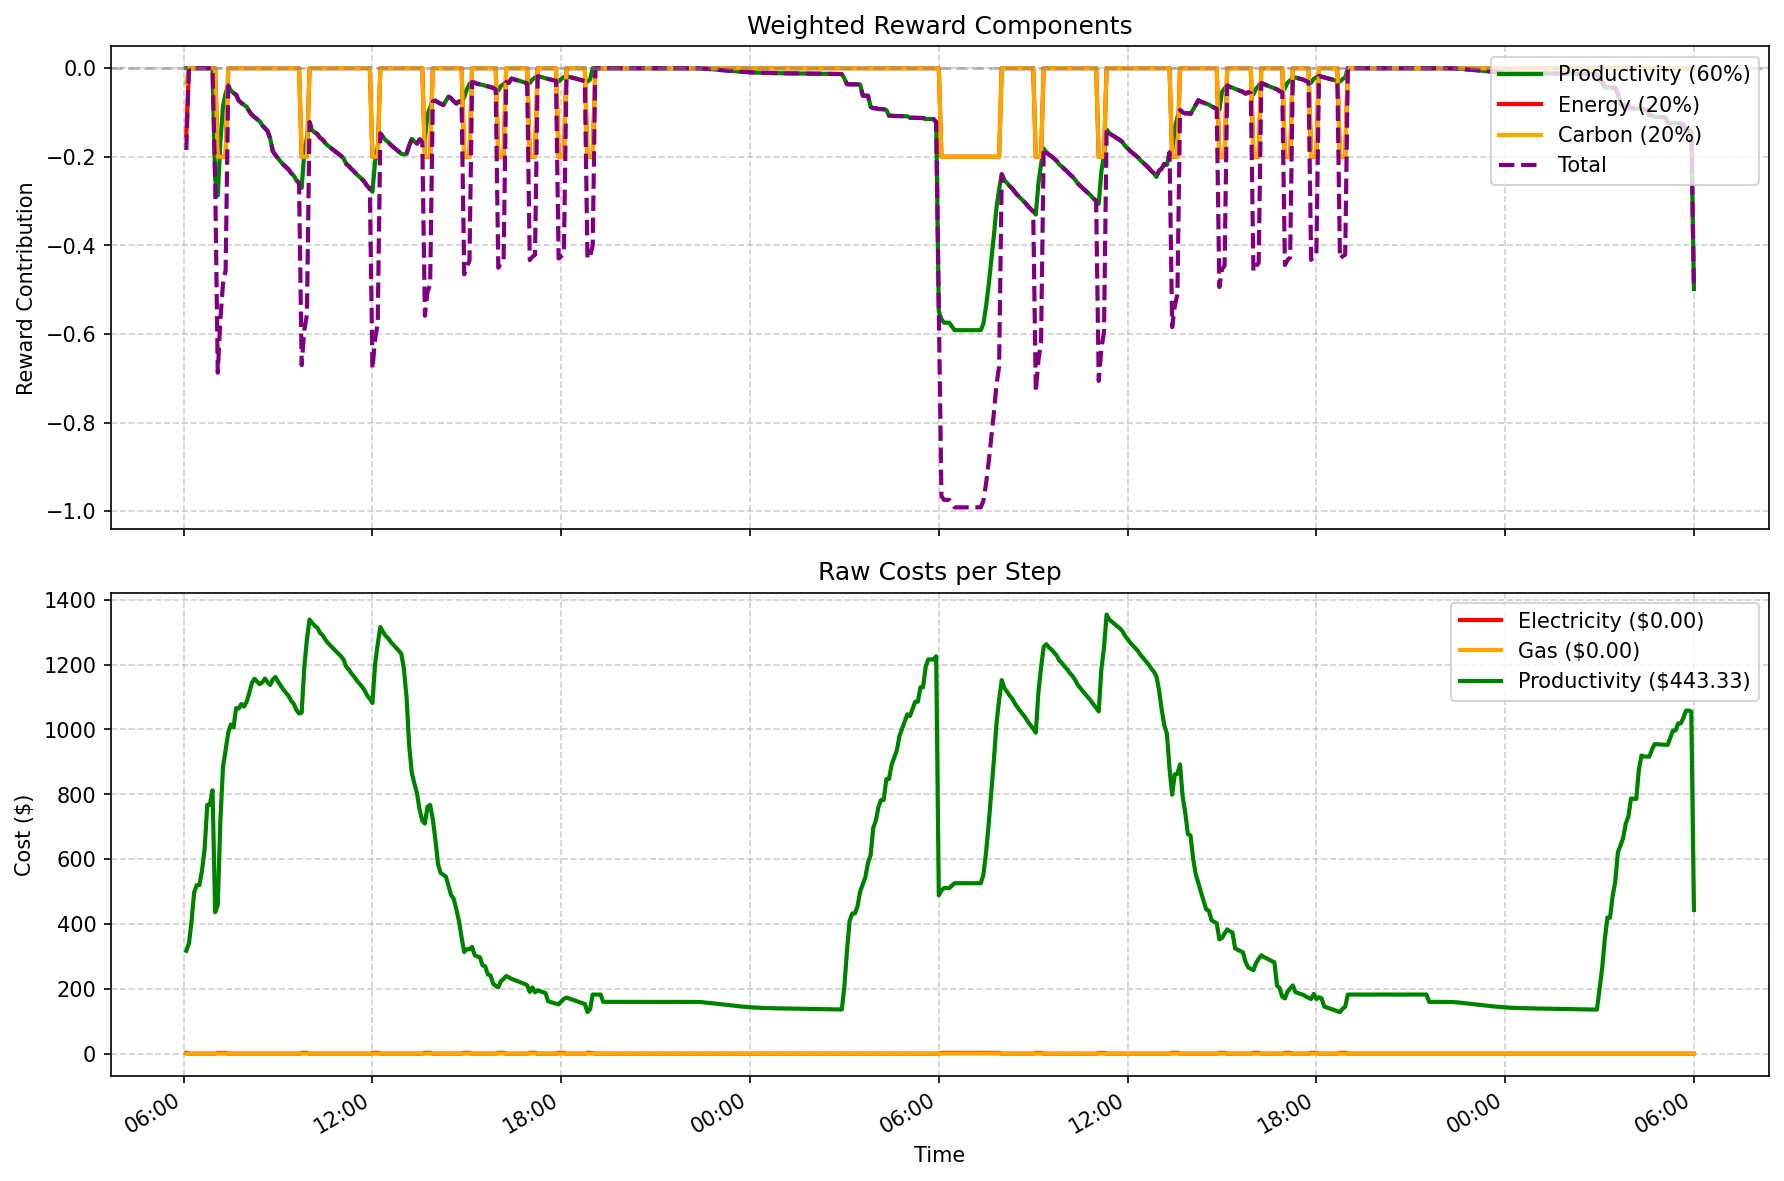 Weighted Reward Components
0.0
−0.2
−0.4
−0.6
−0.8
−1.0
Reward Contribution
Productivity (60%)
Energy (20%)
Carbon (20%)
Total
Raw Costs per Step
1400
1200
1000
800
600
400
200
0
Cost ($)
Electricity ($0.00)
Gas ($0.00)
Productivity ($443.33)
06:00
12:00
18:00
00:00
06:00
12:00
18:00
00:00
06:00
Time